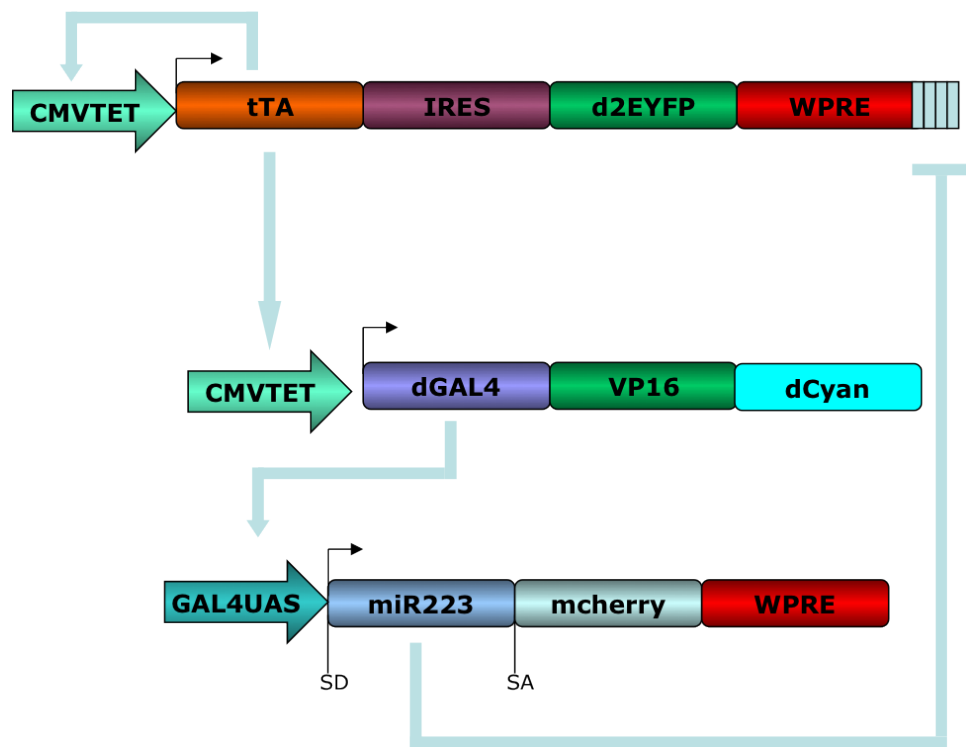 CMVTET tTA IRES d2EYFP WPRE
CMVTET dGAL4 VP16 dCyan
GAL4UAS miR223 mcherry WPRE
SD SA